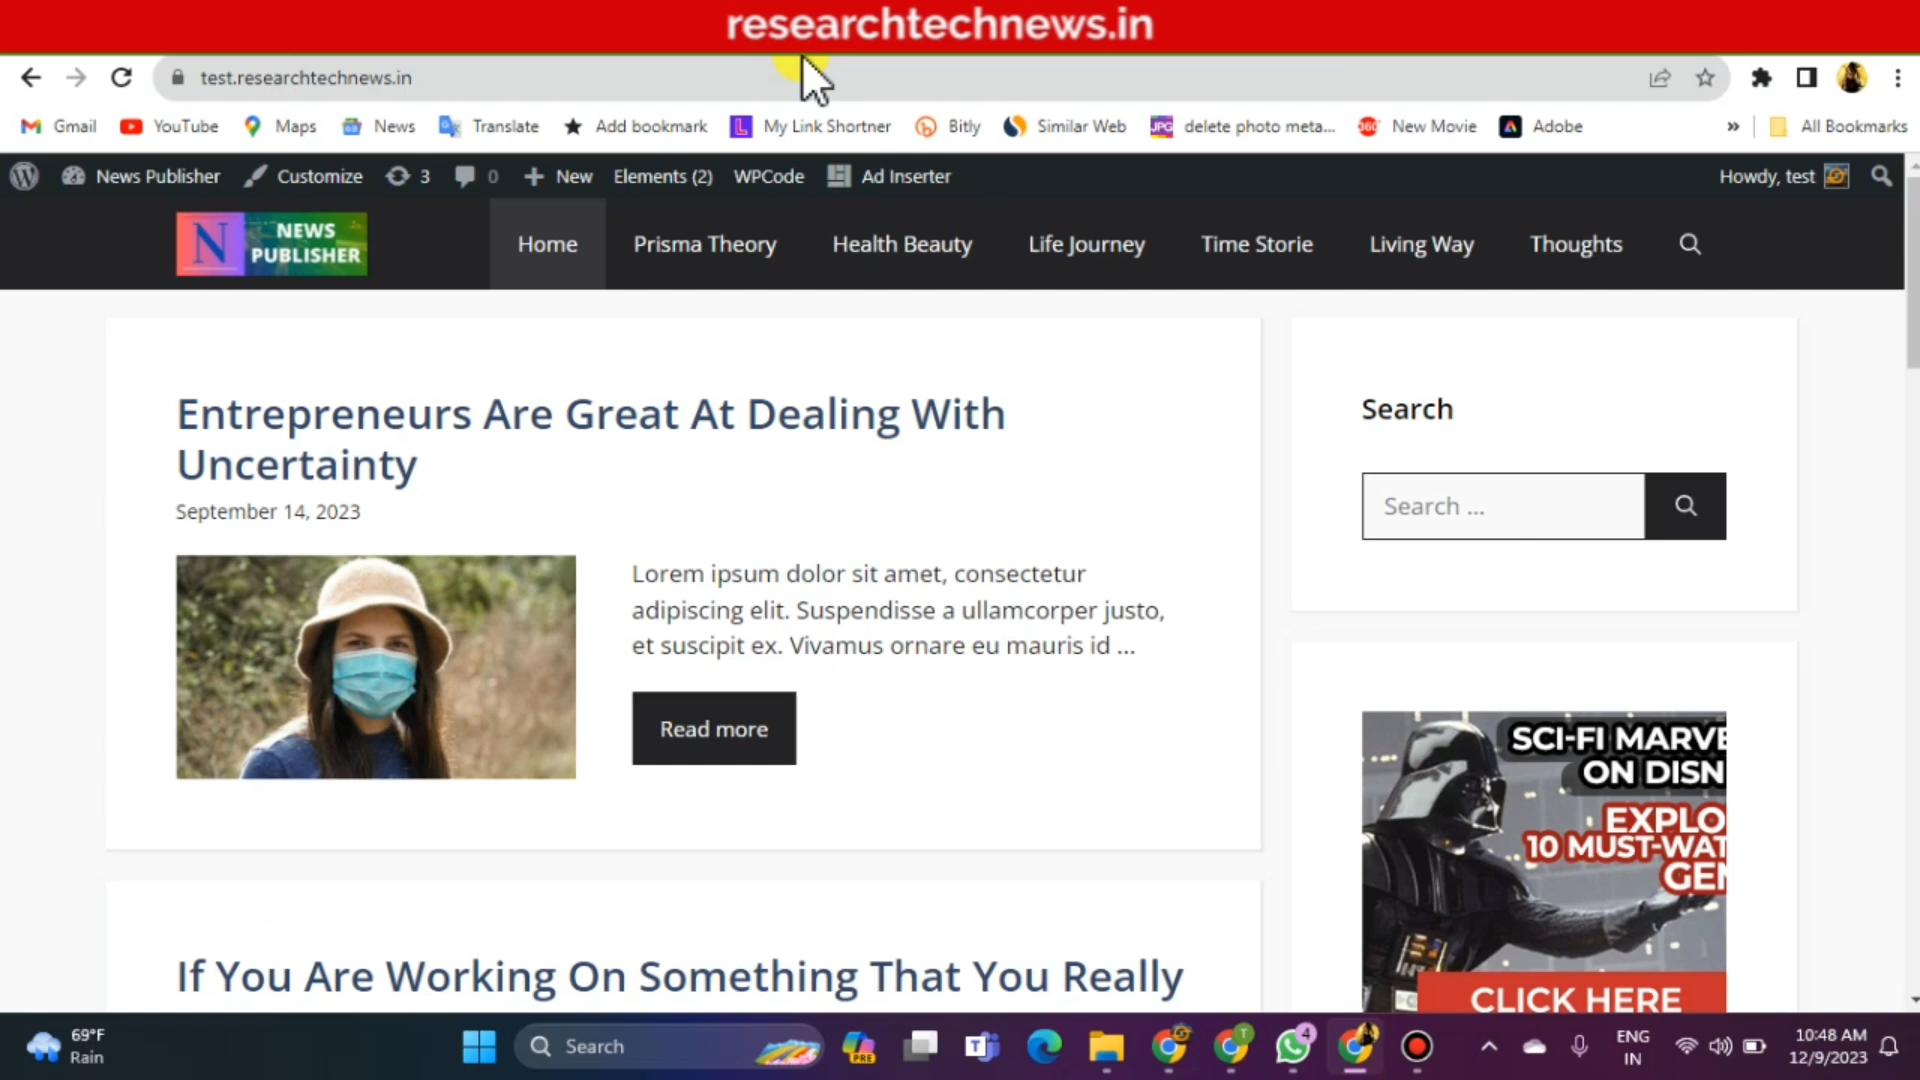 researchtechnews.in
test.researchtechnews.in
Gmail YouTube Maps News Translate Add bookmark My Link Shortner Bitly Similar Web JPG delete photo meta... 360 New Movie Adobe » All Bookmarks
News Publisher Customize 3 0 New Elements (2) WPCode Ad Inserter Howdy, test
N NEWS PUBLISHER
Home Prisma Theory Health Beauty Life Journey Time Storie Living Way Thoughts
Entrepreneurs Are Great At Dealing With
Uncertainty
September 14, 2023
Lorem ipsum dolor sit amet, consectetur
adipiscing elit. Suspendisse a ullamcorper justo,
et suscipit ex. Vivamus ornare eu mauris id ...
Read more
If You Are Working On Something That You Really
Search
Search ...
SCI-FI MARVE
ON DISN
EXPLO
10 MUST-WAT
GEN
CLICK HERE
69°F
Rain
Search
PRE
T
4
ENG
IN
10:48 AM
12/9/2023